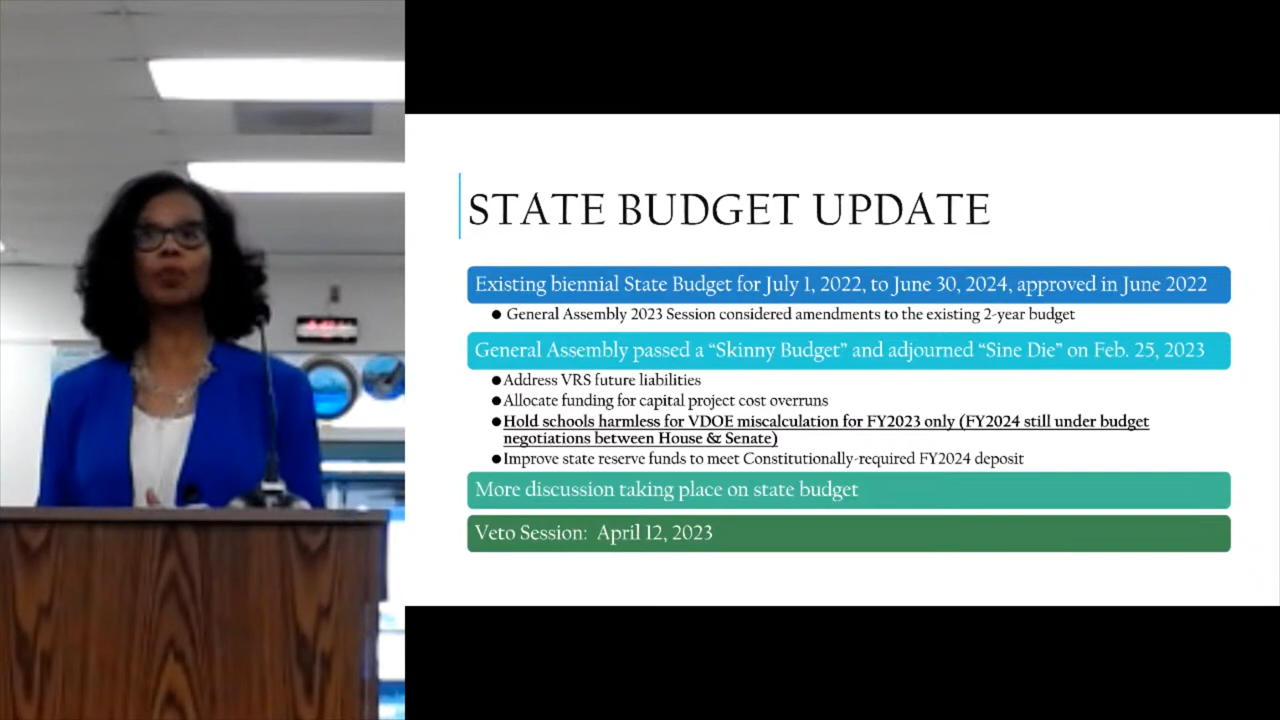 STATE BUDGET UPDATE
Existing biennial State Budget for July 1, 2022, to June 30, 2024, approved in June 2022
● General Assembly 2023 Session considered amendments to the existing 2-year budget
General Assembly passed a “Skinny Budget” and adjourned “Sine Die” on Feb. 25, 2023
● Address VRS future liabilities
● Allocate funding for capital project cost overruns
● Hold schools harmless for VDOE miscalculation for FY2023 only (FY2024 still under budget
negotiations between House & Senate)
● Improve state reserve funds to meet Constitutionally-required FY2024 deposit
More discussion taking place on state budget
Veto Session: April 12, 2023